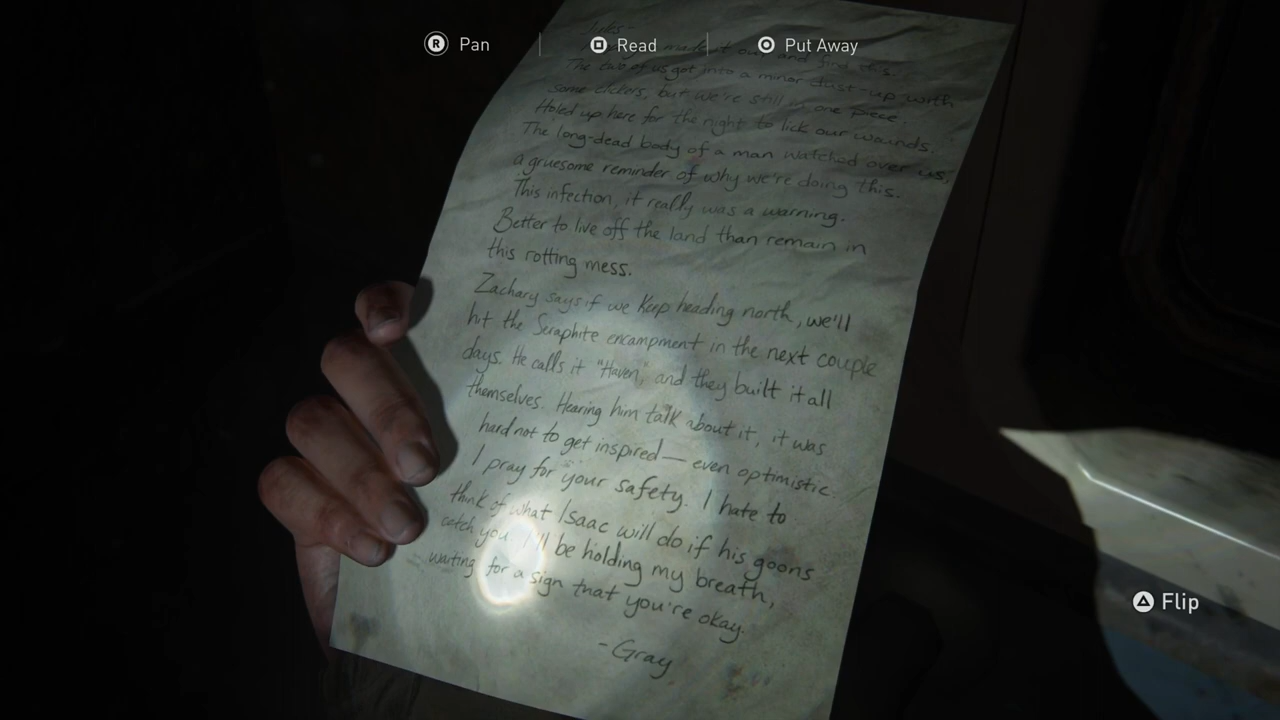 R Pan
Read
Put Away
made it out and find this.
The two of us got into a minor dust-up with
some clickers, but we're still in one piece.
Holed up here for the night to lick our wounds.
The long-dead body of a man watched over us,
a gruesome reminder of why we're doing this.
This infection, it really was a warning.
Better to live off the land than remain in
this rotting mess.
Zachary says if we keep heading north, we'll
hit the Seraphite encampment in the next couple
days. He calls it "Haven," and they built it all
themselves. Hearing him talk about it, it was
hard not to get inspired—even optimistic.
I pray for your safety. I hate to
think of what Isaac will do if his goons
catch you. I'll be holding my breath,
waiting for a sign that you're okay.
-Gray
Flip